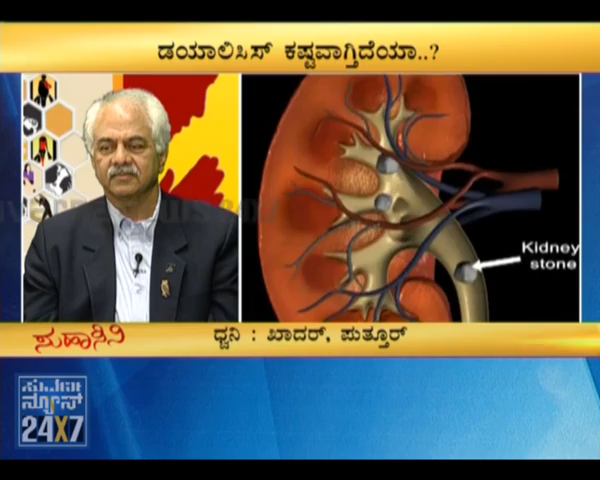 ಡಯಾಲಿಸಿಸ್ ಕಷ್ಟವಾಗ್ತಿದೆಯಾ..?
Kidney
stone
ಸುಹಾಸಿನಿ
ಧ್ವನಿ : ಖಾದರ್, ಪುತ್ತೂರ್
ಸುವರ್ಣ
ನ್ಯೂಸ್
24X7